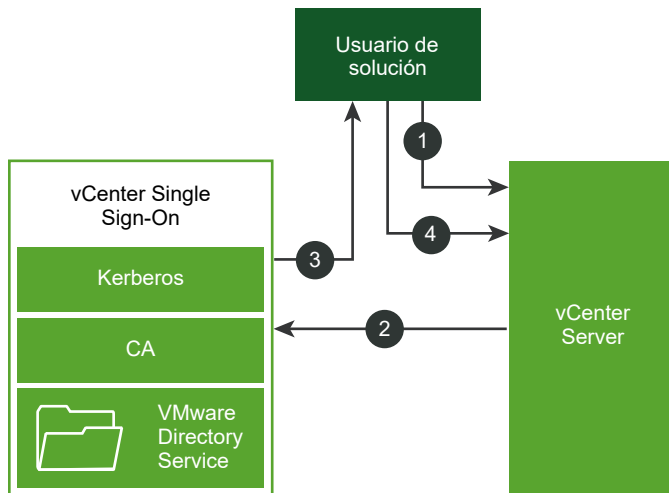 Usuario de
solución
1
vCenter Single
Sign-On
4
3
Kerberos
vCenter
Server
2
CA
VMware
Directory
Service